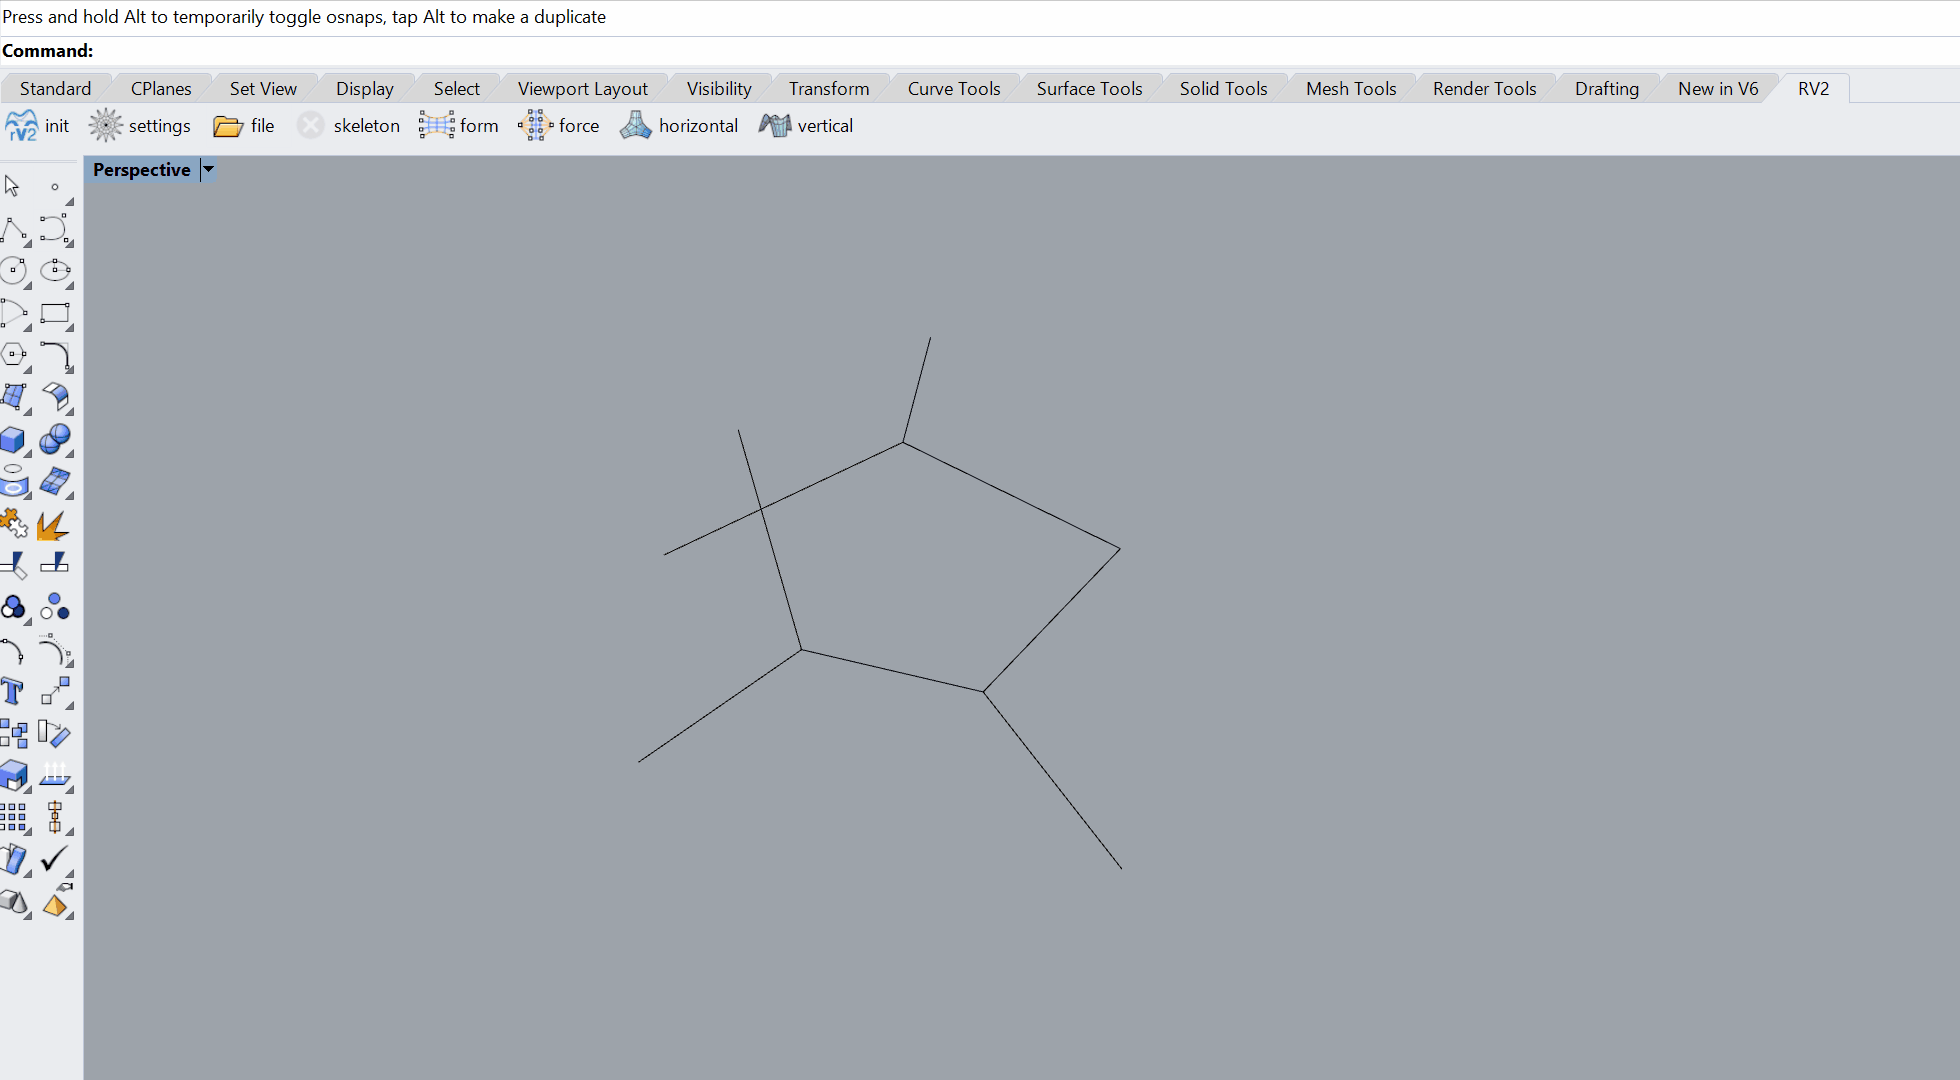 Press and hold Alt to temporarily toggle osnaps, tap Alt to make a duplicate
Command:
Standard CPlanes Set View Display Select Viewport Layout Visibility Transform Curve Tools Surface Tools Solid Tools Mesh Tools Render Tools Drafting New in V6 RV2
rV2 init settings file skeleton form force horizontal vertical
Perspective
T